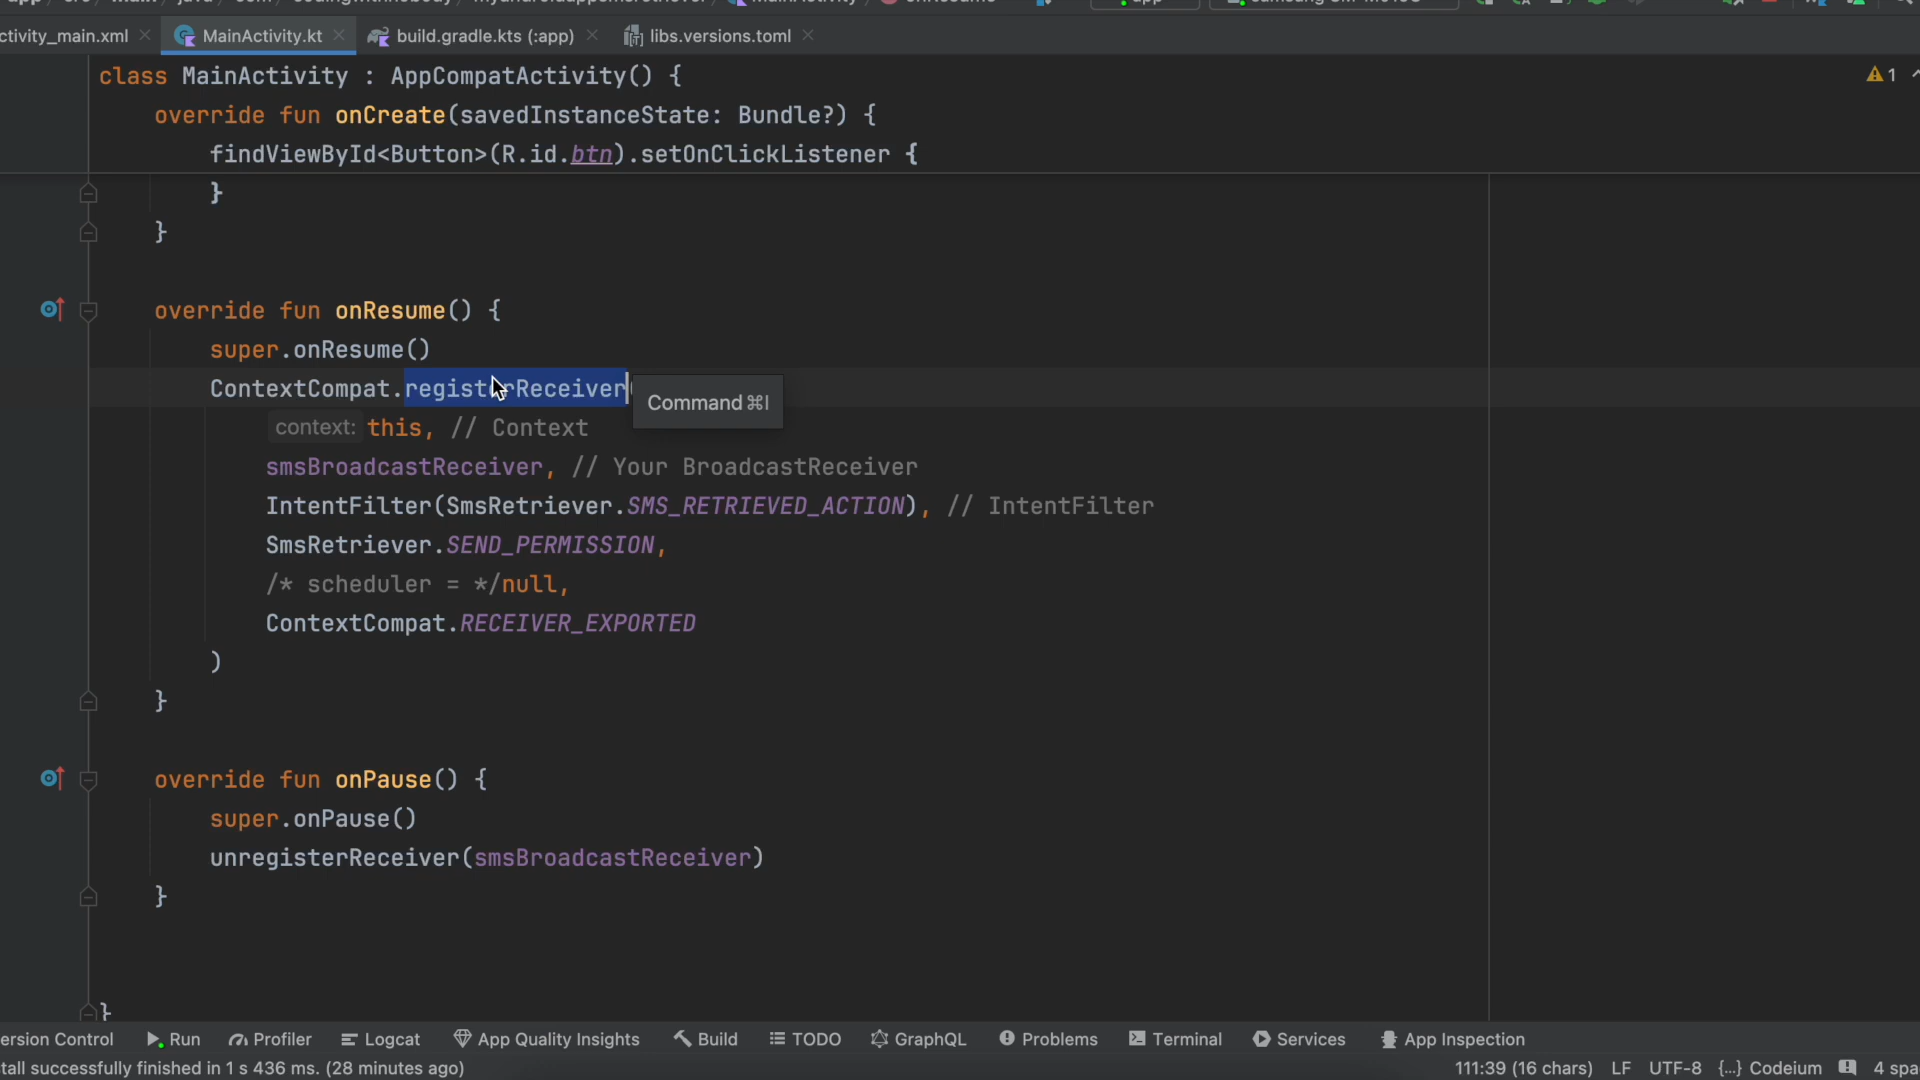 ctivity_main.xml MainActivity.kt build.gradle.kts (:app) libs.versions.toml
class MainActivity : AppCompatActivity() { 1
override fun onCreate(savedInstanceState: Bundle?) {
findViewById<Button>(R.id.btn).setOnClickListener {
}
}
override fun onResume() {
super.onResume()
ContextCompat.registerReceiver Command ⌘I
context: this, // Context
smsBroadcastReceiver, // Your BroadcastReceiver
IntentFilter(SmsRetriever.SMS_RETRIEVED_ACTION), // IntentFilter
SmsRetriever.SEND_PERMISSION,
/* scheduler = */null,
ContextCompat.RECEIVER_EXPORTED
)
}
override fun onPause() {
super.onPause()
unregisterReceiver(smsBroadcastReceiver)
}
}
ersion Control Run Profiler Logcat App Quality Insights Build TODO GraphQL Problems Terminal Services App Inspection
tall successfully finished in 1 s 436 ms. (28 minutes ago) 111:39 (16 chars) LF UTF-8 {...} Codeium 4 spa